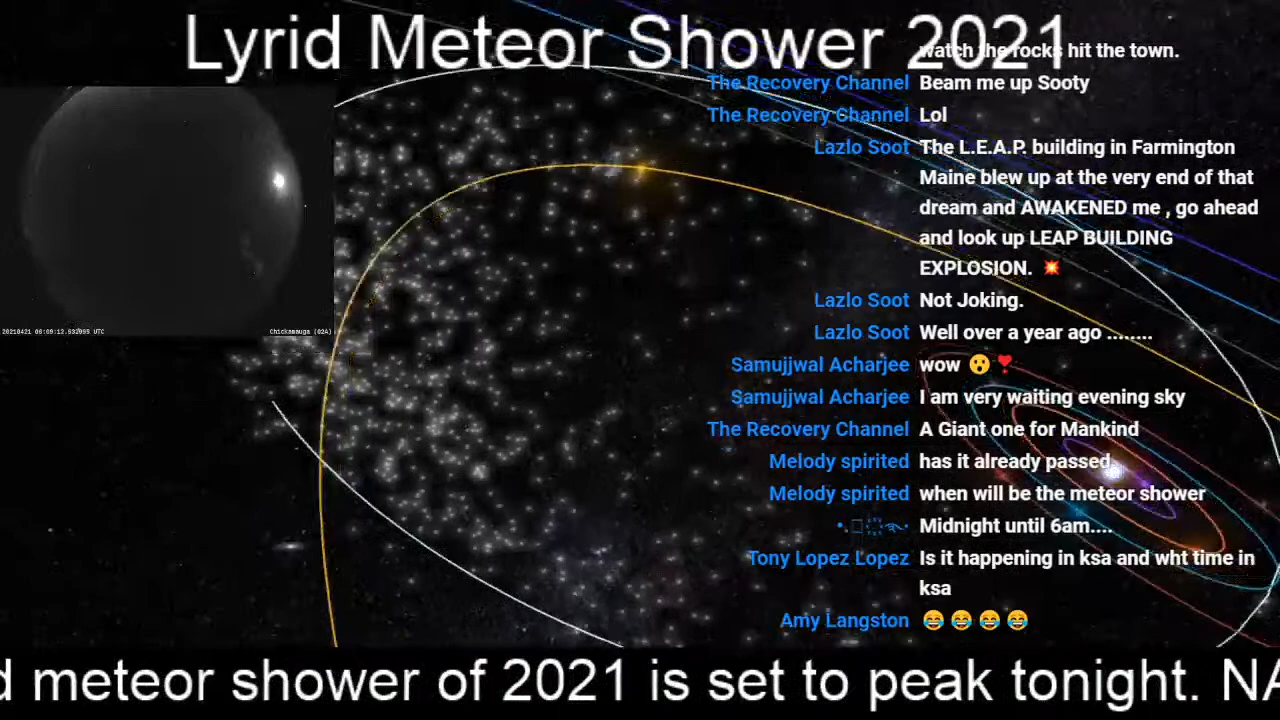 Lyrid Meteor Shower 2021
watch the rocks hit the town.
The Recovery Channel Beam me up Sooty
The Recovery Channel Lol
Lazlo Soot The L.E.A.P. building in Farmington
Maine blew up at the very end of that
dream and AWAKENED me , go ahead
and look up LEAP BUILDING
EXPLOSION. 💥
Lazlo Soot Not Joking.
Lazlo Soot Well over a year ago ........
Samujjwal Acharjee wow 😮❣
Samujjwal Acharjee I am very waiting evening sky
The Recovery Channel A Giant one for Mankind
Melody spirited has it already passed
Melody spirited when will be the meteor shower
Midnight until 6am....
Tony Lopez Lopez Is it happening in ksa and wht time in
ksa
Amy Langston 😂😂😂😂
20210421 Chickamauga (02A)
d meteor shower of 2021 is set to peak tonight. NA